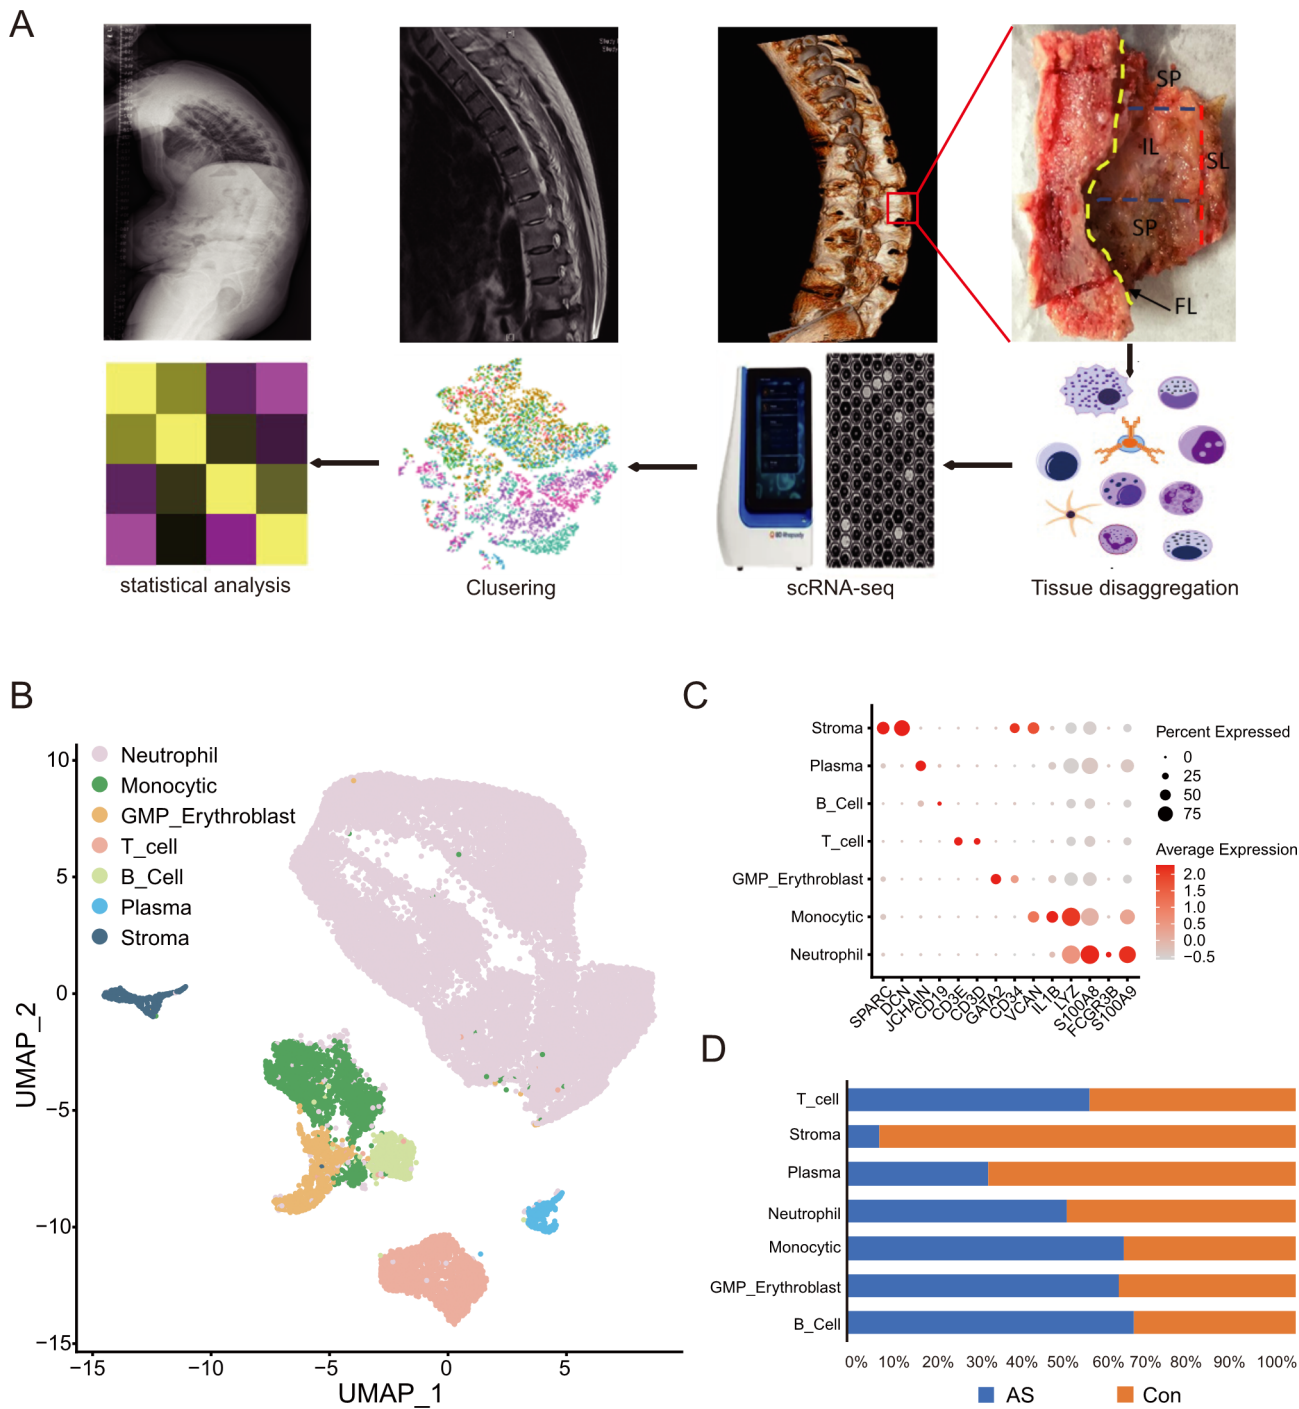 A
SP
IL
SL
SP
FL
BD Rhapsody
statistical analysis
Clusering
scRNA-seq
Tissue disaggregation
B
Neutrophil
Monocytic
GMP_Erythroblast
T_cell
B_Cell
Plasma
Stroma
10
5
0
−5
−10
−15
UMAP_2
−15
−10
−5
0
5
UMAP_1
C
Stroma
Plasma
B_Cell
T_cell
GMP_Erythroblast
Monocytic
Neutrophil
SPARC
DCN
JCHAIN
CD19
CD3E
CD3D
GATA2
CD34
VCAN
IL1B
LYZ
S100A8
FCGR3B
S100A9
Percent Expressed
0
25
50
75
Average Expression
2.0
1.5
1.0
0.5
0.0
−0.5
D
T_cell
Stroma
Plasma
Neutrophil
Monocytic
GMP_Erythroblast
B_Cell
0% 10% 20% 30% 40% 50% 60% 70% 80% 90% 100%
AS
Con